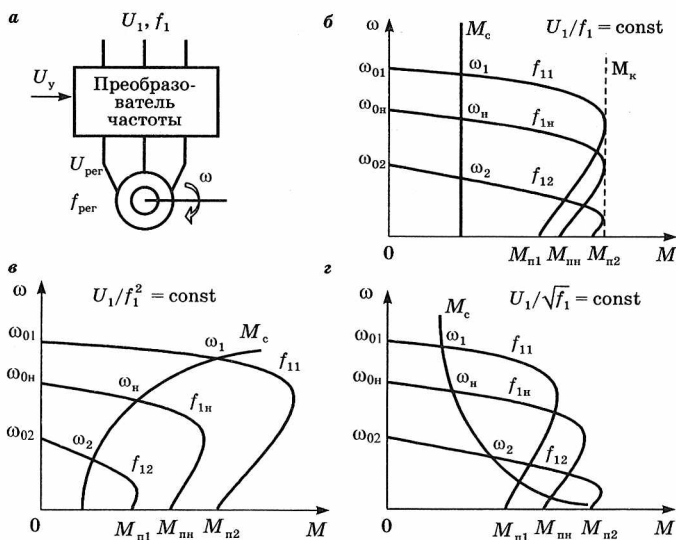 а
U₁, f₁
Uу
Преобразо-
ватель
частоты
Uрег
fрег
ω
б
ω
Mс
U₁/f₁ = const
ω₀₁
ω₁
f₁₁
Mк
ω₀н
ωн
f₁н
ω₀₂
ω₂
f₁₂
0
Mп1 Mпн Mп2 M
в
ω
U₁/f₁² = const
ω₀₁
ω₁
Mс
f₁₁
ω₀н
ωн
f₁н
ω₀₂
ω₂
f₁₂
0
Mп1 Mпн Mп2 M
г
ω
Mс
U₁/√f₁ = const
ω₀₁
ω₁
f₁₁
ω₀н
ωн
f₁н
ω₀₂
ω₂
f₁₂
0
Mп1 Mпн Mп2 M